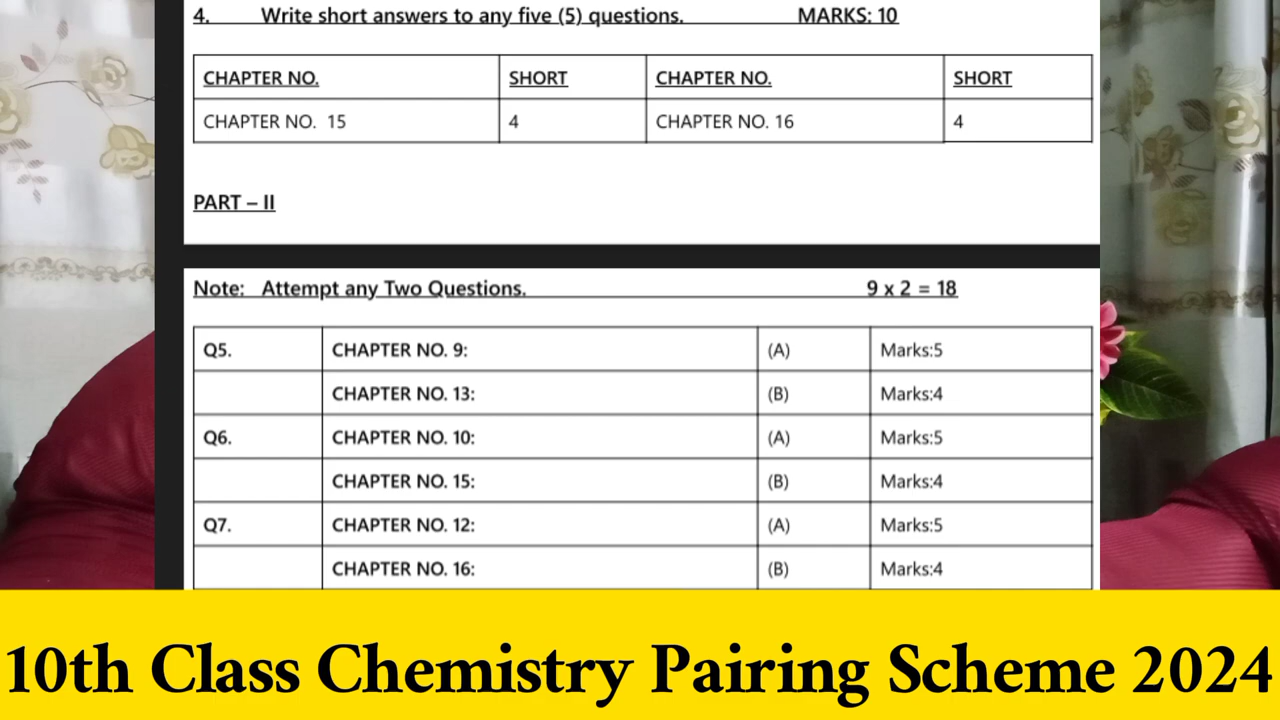 4. Write short answers to any five (5) questions. MARKS: 10
CHAPTER NO. SHORT CHAPTER NO. SHORT
CHAPTER NO. 15 4 CHAPTER NO. 16 4
PART – II
Note: Attempt any Two Questions. 9 x 2 = 18
Q5. CHAPTER NO. 9: (A) Marks:5
CHAPTER NO. 13: (B) Marks:4
Q6. CHAPTER NO. 10: (A) Marks:5
CHAPTER NO. 15: (B) Marks:4
Q7. CHAPTER NO. 12: (A) Marks:5
CHAPTER NO. 16: (B) Marks:4
10th Class Chemistry Pairing Scheme 2024